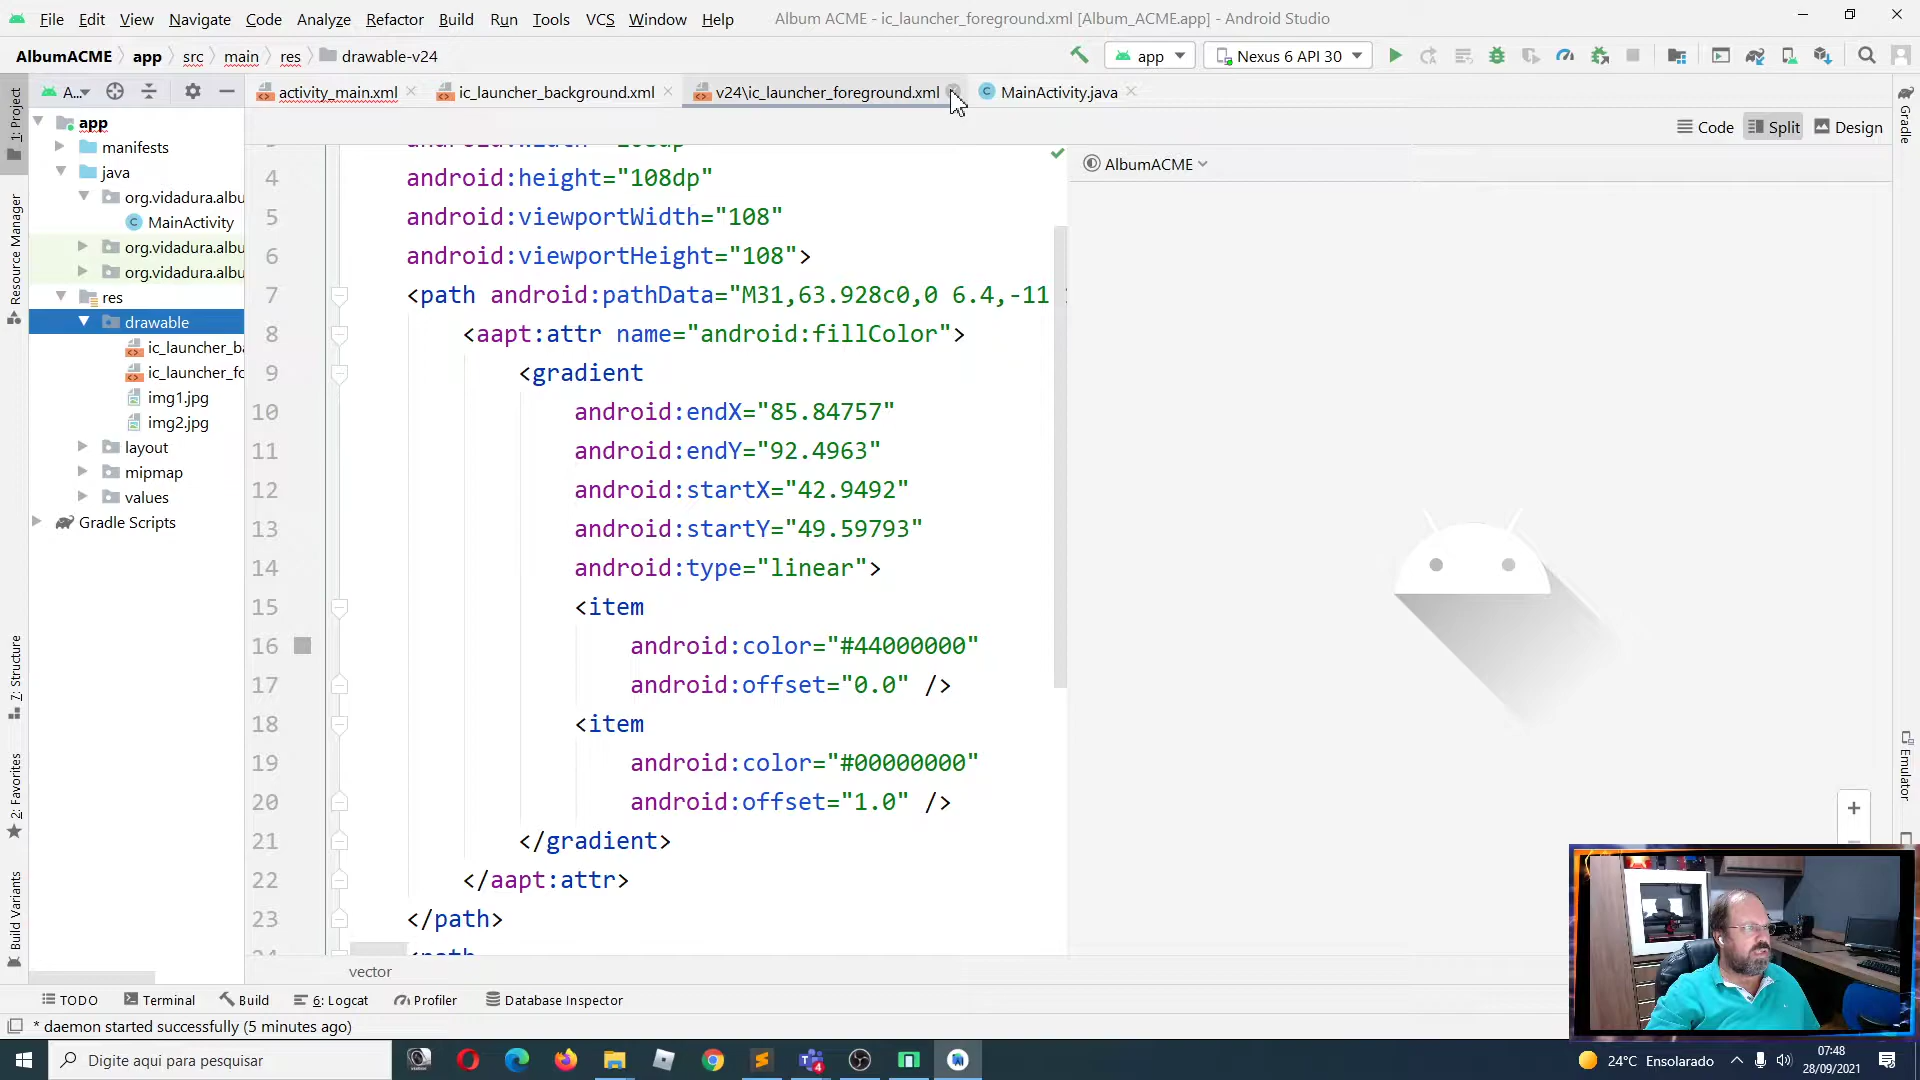 File Edit View Navigate Code Analyze Refactor Build Run Tools VCS Window Help Album ACME - ic_launcher_foreground.xml [Album_ACME.app] - Android Studio
AlbumACME app src main res drawable-v24 app Nexus 6 API 30
A... activity_main.xml ic_launcher_background.xml v24\ic_launcher_foreground.xml MainActivity.java
Code Split Design
AlbumACME
1: Project
Resource Manager
7: Structure
2: Favorites
Build Variants
app
manifests
java
org.vidadura.albu
MainActivity
org.vidadura.albu
org.vidadura.albu
res
drawable
ic_launcher_ba
ic_launcher_fo
img1.jpg
img2.jpg
layout
mipmap
values
Gradle Scripts
4 android:height="108dp"
5 android:viewportWidth="108"
6 android:viewportHeight="108">
7 <path android:pathData="M31,63.928c0,0 6.4,-11
8 <aapt:attr name="android:fillColor">
9 <gradient
10 android:endX="85.84757"
11 android:endY="92.4963"
12 android:startX="42.9492"
13 android:startY="49.59793"
14 android:type="linear">
15 <item
16 android:color="#44000000"
17 android:offset="0.0" />
18 <item
19 android:color="#00000000"
20 android:offset="1.0" />
21 </gradient>
22 </aapt:attr>
23 </path>
vector
Gradle
Emulator
TODO Terminal Build 6: Logcat Profiler Database Inspector
* daemon started successfully (5 minutes ago)
Digite aqui para pesquisar
4
24°C Ensolarado
07:48
28/09/2021